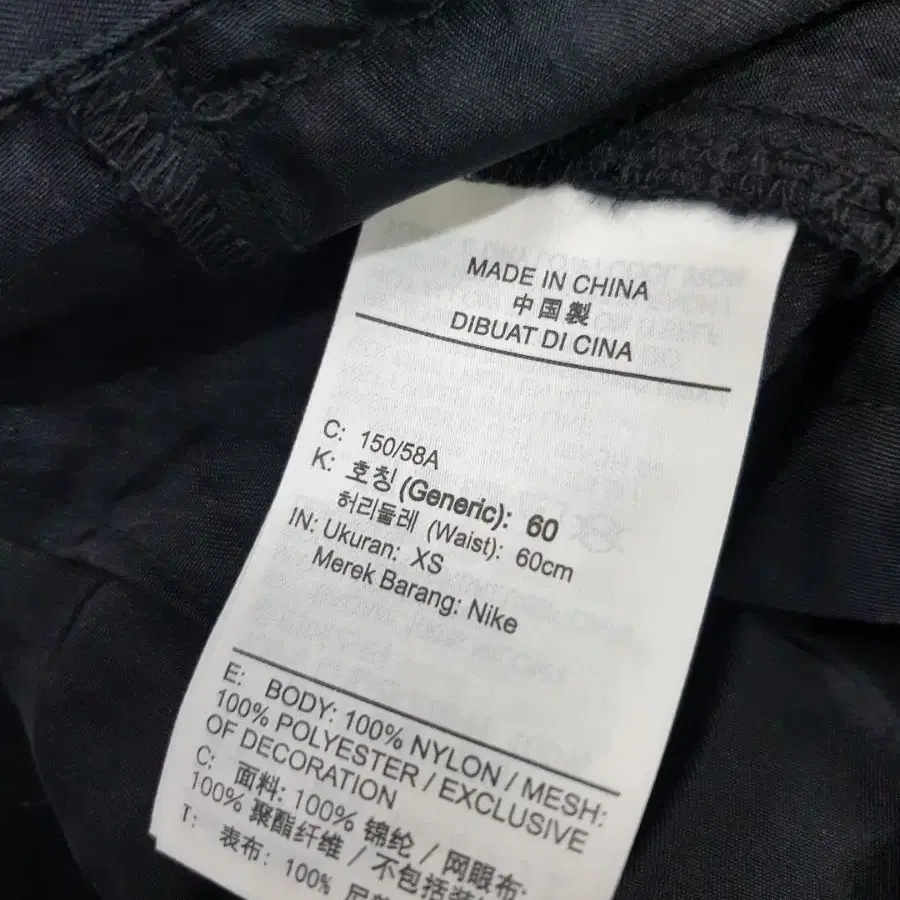 MADE IN CHINA
中国製
DIBUAT DI CINA
C: 150/58A
K: 호칭 (Generic): 60
허리둘레 (Waist): 60cm
IN: Ukuran: XS
Merek Barang: Nike
E: BODY: 100% NYLON / MESH:
100% POLYESTER / EXCLUSIVE
OF DECORATION
C: 面料: 100% 锦纶 / 网眼布:
100% 聚酯纤维 / 不包括装
T: 表布: 100%